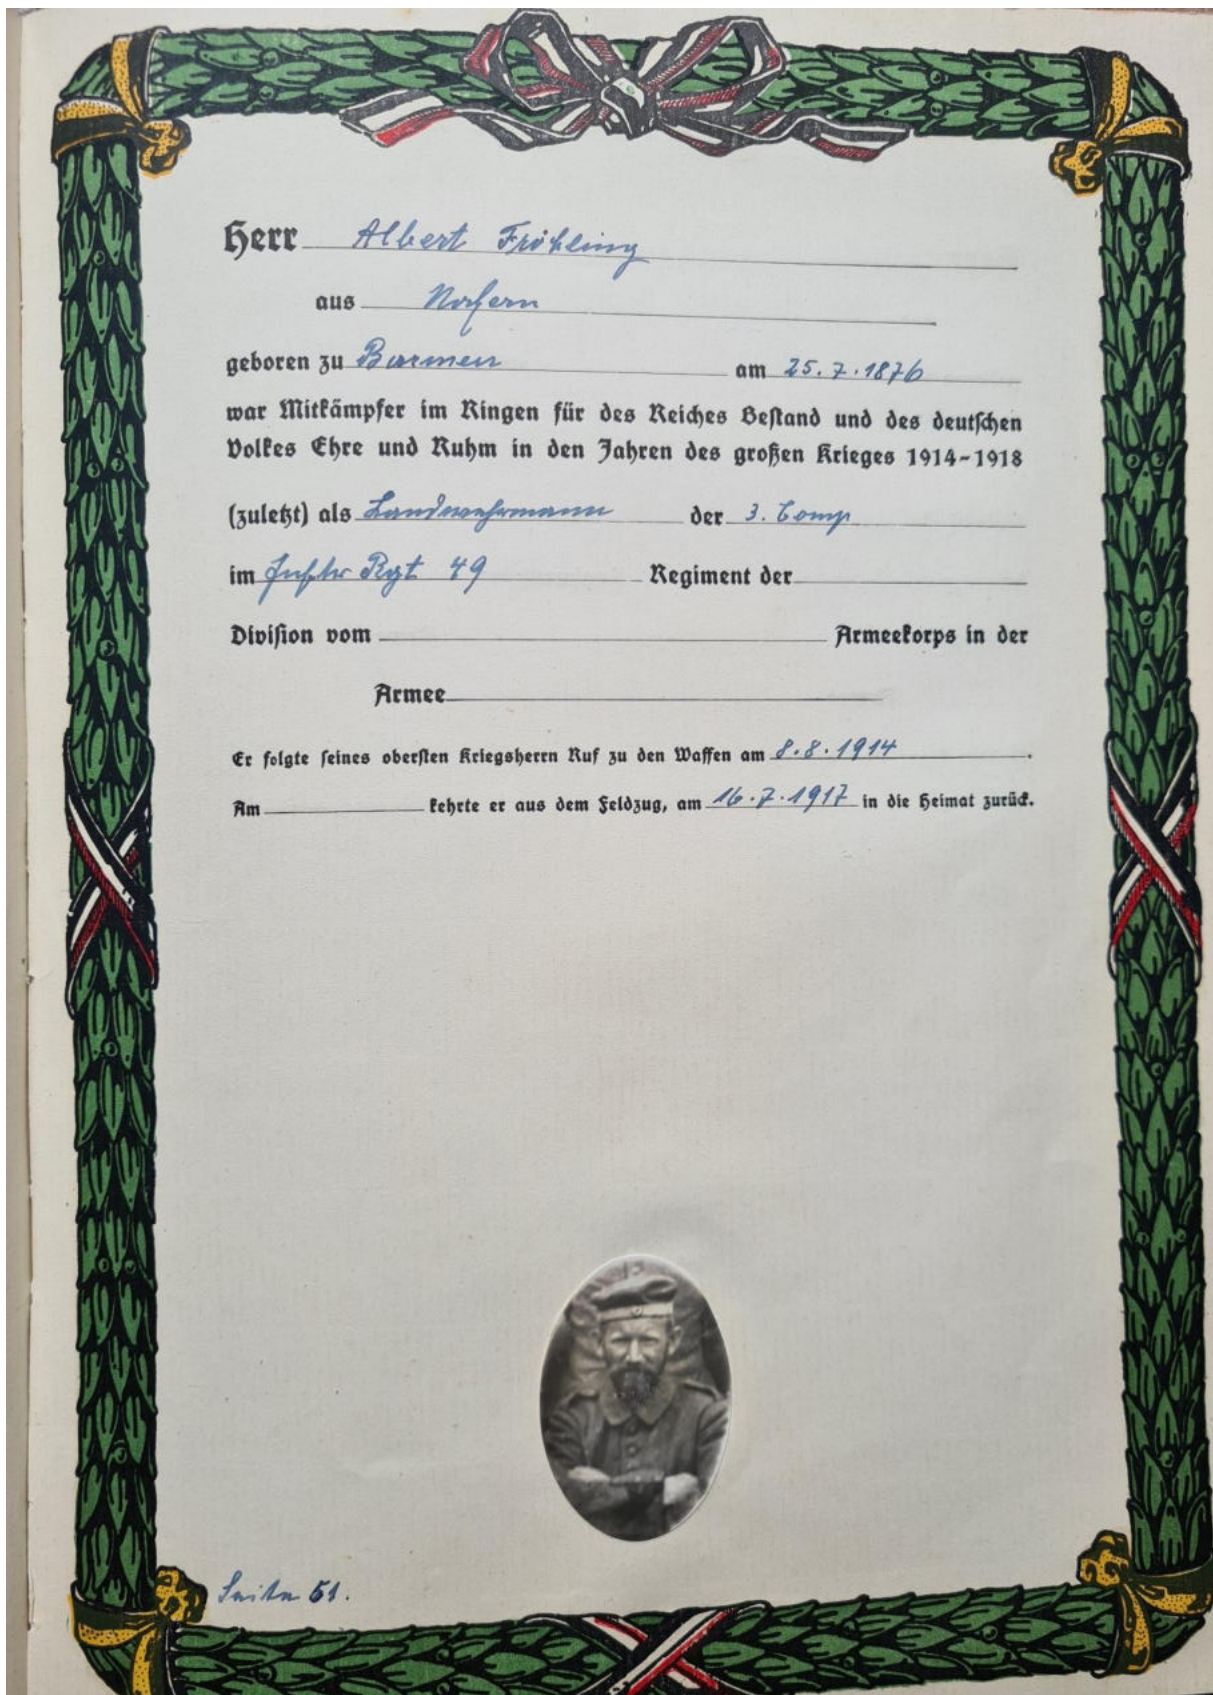 Herr Albert Fröhling
aus
geboren zu Barmen am 25.7.1876
war Mitkämpfer im Ringen für des Reiches Bestand und des deutschen
Volkes Ehre und Ruhm in den Jahren des großen Krieges 1914-1918
(zuletzt) als Landwehrmann der 3. Comp
im Inftr Rgt 49 Regiment der
Division vom Armeekorps in der
Armee
Er folgte seines obersten Kriegsherrn Ruf zu den Waffen am 8.8.1914.
Am kehrte er aus dem Feldzug, am 16.7.1917 in die Heimat zurück.
Seite 51.